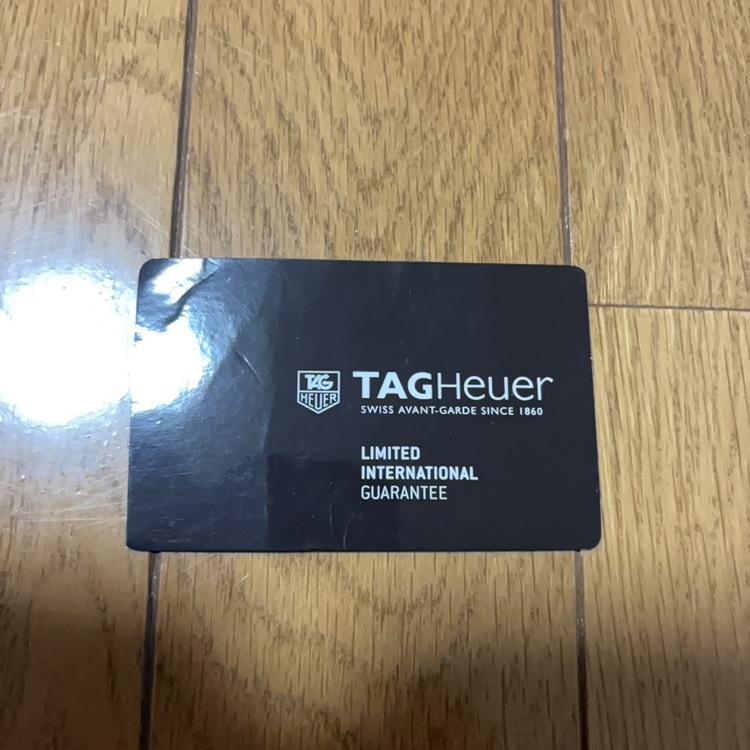 TAG
HEUER
TAGHeuer
SWISS AVANT-GARDE SINCE 1860
LIMITED
INTERNATIONAL
GUARANTEE